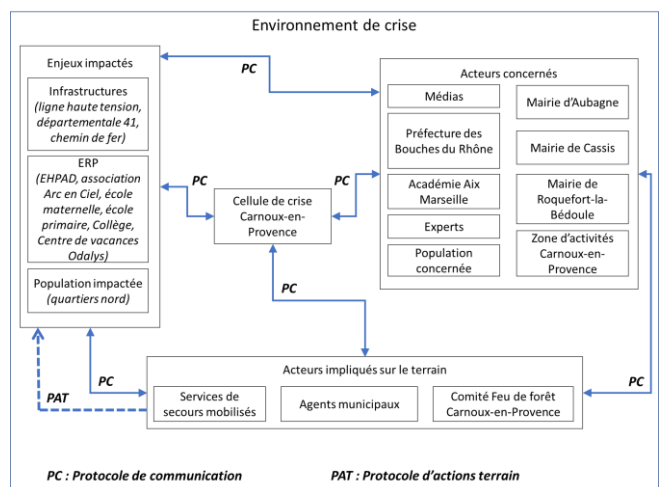 Environnement de crise
Enjeux impactés
Infrastructures
(ligne haute tension,
départementale 41,
chemin de fer)
ERP
(EHPAD, association
Arc en Ciel, école
maternelle, école
primaire, Collège,
Centre de vacances
Odalys)
Population impactée
(quartiers nord)
PC
PC
PC
Cellule de crise
Carnoux-en-
Provence
Acteurs concernés
Médias
Préfecture des
Bouches du Rhône
Académie Aix
Marseille
Experts
Population
concernée
Mairie d'Aubagne
Mairie de Cassis
Mairie de
Roquefort-la-
Bédoule
Zone d'activités
Carnoux-en-
Provence
PC
PAT
PC
PC
Acteurs impliqués sur le terrain
Services de
secours mobilisés
Agents municipaux
Comité Feu de forêt
Carnoux-en-Provence
PC : Protocole de communication
PAT : Protocole d'actions terrain